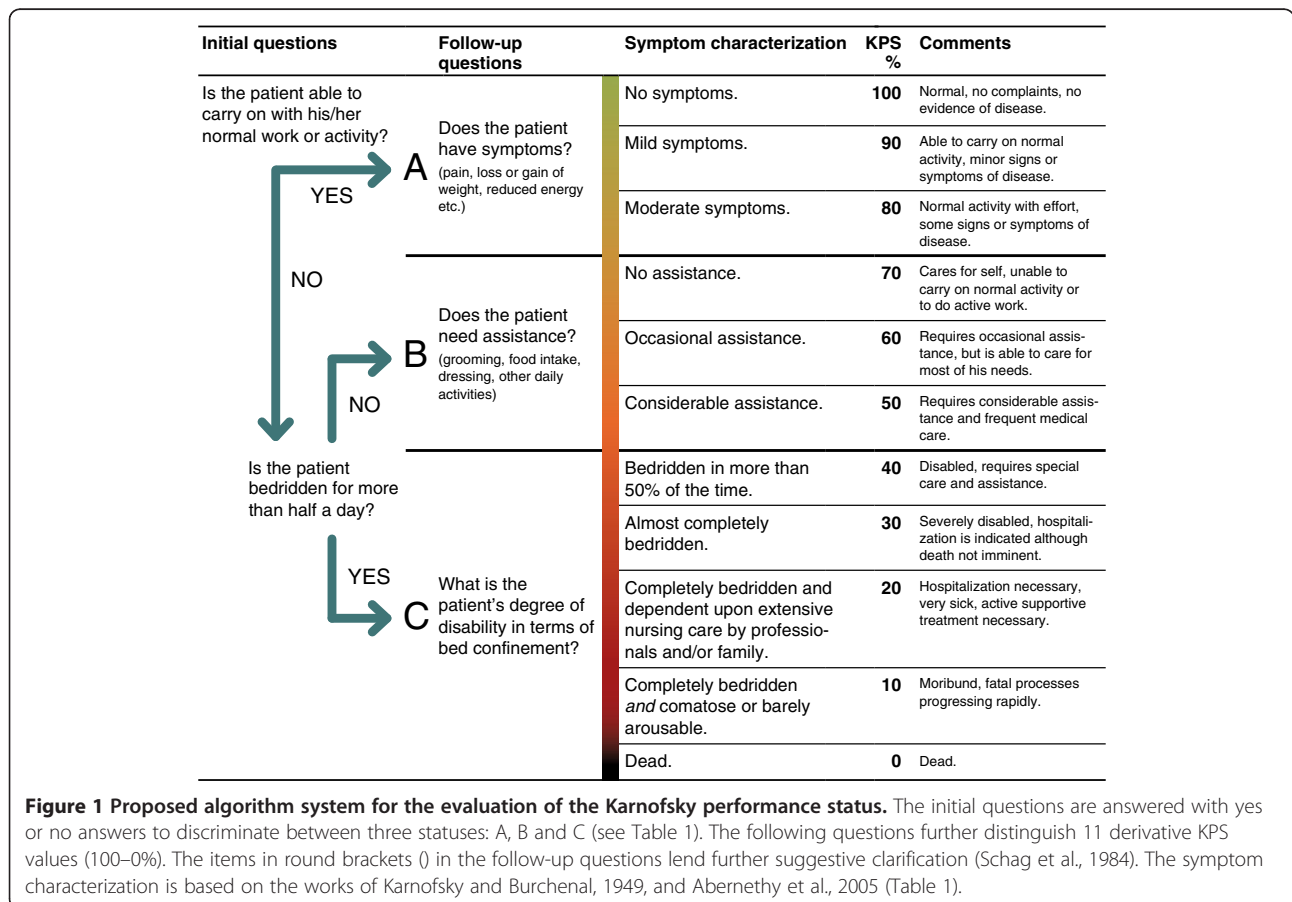 Initial questions
Follow-up
questions
Symptom characterization
KPS
%
Comments
Is the patient able to
carry on with his/her
normal work or activity?
YES
NO
A
Does the patient
have symptoms?
(pain, loss or gain of
weight, reduced energy
etc.)
No symptoms.
100
Normal, no complaints, no
evidence of disease.
Mild symptoms.
90
Able to carry on normal
activity, minor signs or
symptoms of disease.
Moderate symptoms.
80
Normal activity with effort,
some signs or symptoms of
disease.
B
NO
Does the patient
need assistance?
(grooming, food intake,
dressing, other daily
activities)
No assistance.
70
Cares for self, unable to
carry on normal activity or
to do active work.
Occasional assistance.
60
Requires occasional assis-
tance, but is able to care for
most of his needs.
Considerable assistance.
50
Requires considerable assis-
tance and frequent medical
care.
Is the patient
bedridden for more
than half a day?
YES
C
What is the
patient's degree of
disability in terms of
bed confinement?
Bedridden in more than
50% of the time.
40
Disabled, requires special
care and assistance.
Almost completely
bedridden.
30
Severely disabled, hospitali-
zation is indicated although
death not imminent.
Completely bedridden and
dependent upon extensive
nursing care by professio-
nals and/or family.
20
Hospitalization necessary,
very sick, active supportive
treatment necessary.
Completely bedridden
and comatose or barely
arousable.
10
Moribund, fatal processes
progressing rapidly.
Dead.
0
Dead.
Figure 1 Proposed algorithm system for the evaluation of the Karnofsky performance status. The initial questions are answered with yes
or no answers to discriminate between three statuses: A, B and C (see Table 1). The following questions further distinguish 11 derivative KPS
values (100–0%). The items in round brackets () in the follow-up questions lend further suggestive clarification (Schag et al., 1984). The symptom
characterization is based on the works of Karnofsky and Burchenal, 1949, and Abernethy et al., 2005 (Table 1).